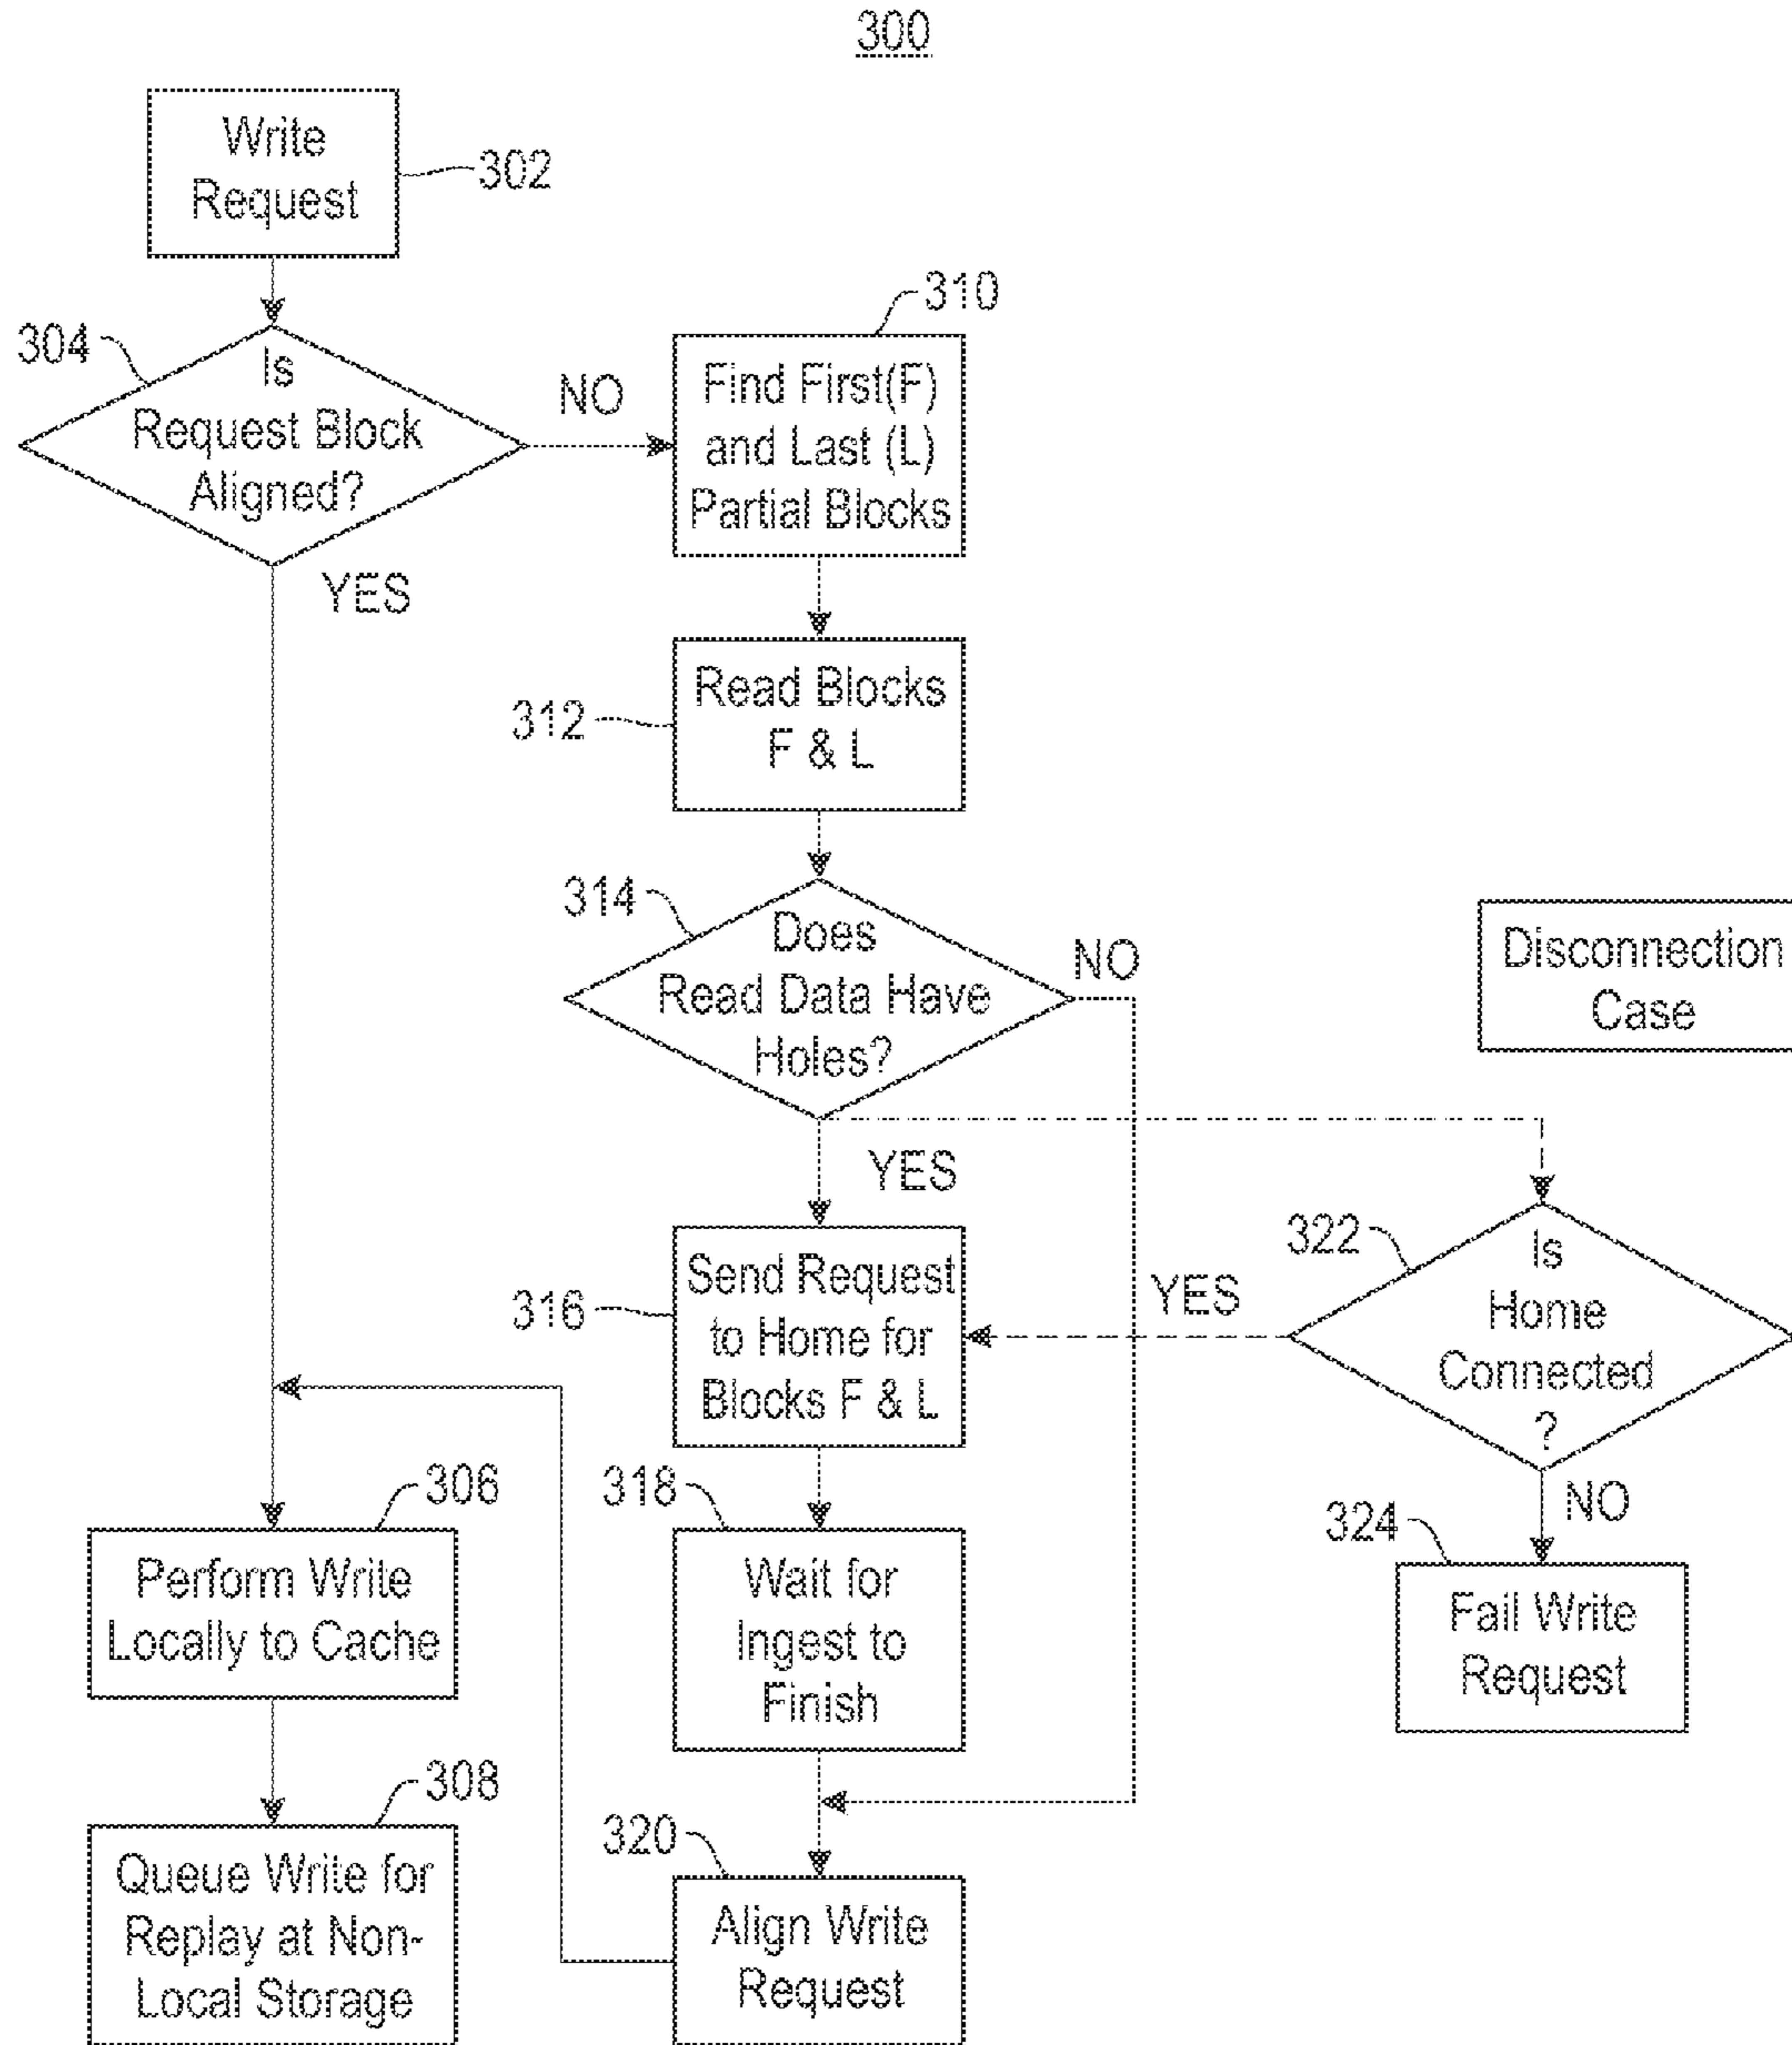 300
Write
Request
302
304
Is
Request Block
Aligned?
NO
YES
310
Find First(F)
and Last (L)
Partial Blocks
312
Read Blocks
F & L
314
Does
Read Data Have
Holes?
NO
YES
Disconnection
Case
316
Send Request
to Home for
Blocks F & L
322
Is
Home
Connected
?
YES
NO
324
Fail Write
Request
306
Perform Write
Locally to Cache
318
Wait for
Ingest to
Finish
308
Queue Write for
Replay at Non-
Local Storage
320
Align Write
Request